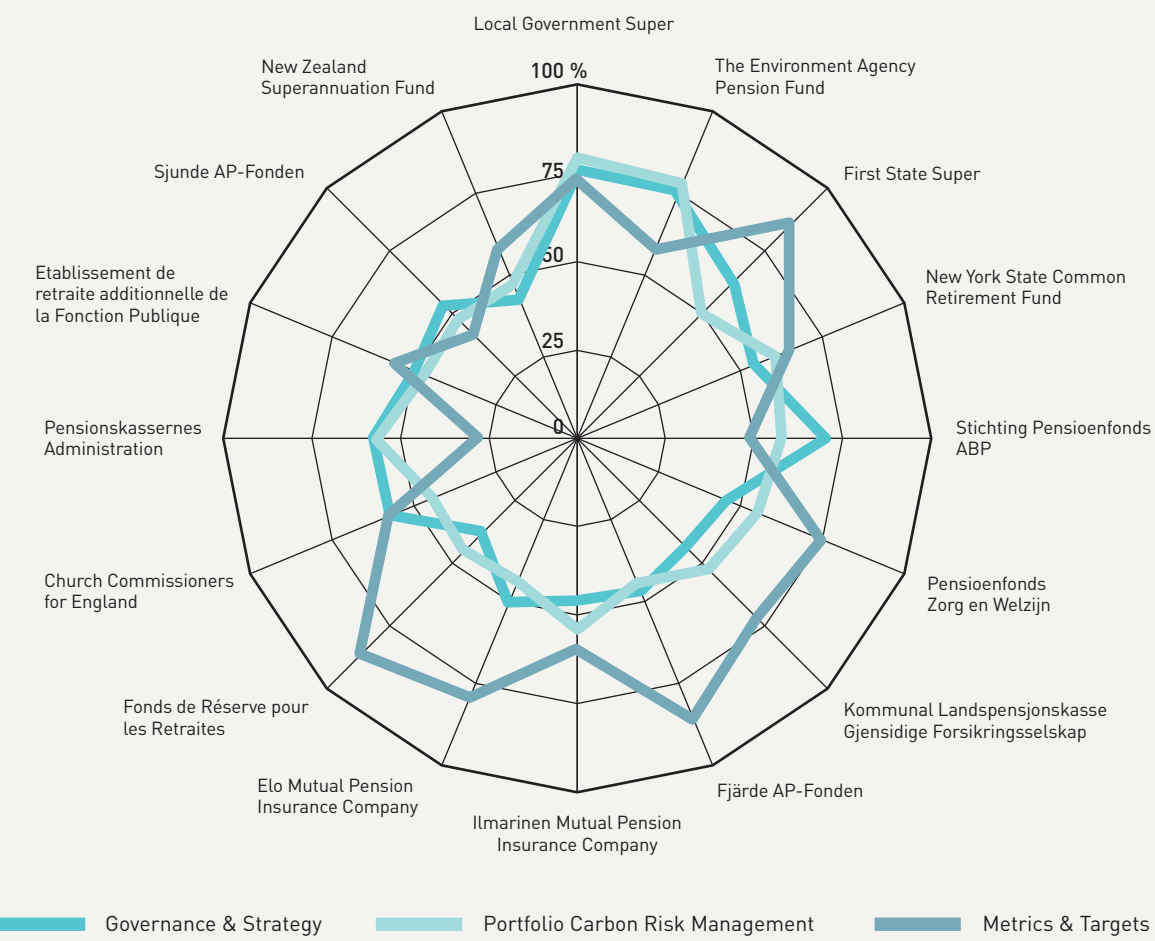 Local Government Super
New Zealand
Superannuation Fund
100 %
The Environment Agency
Pension Fund
Sjunde AP-Fonden
75
First State Super
Etablissement de
retraite additionnelle de
la Fonction Publique
50
New York State Common
Retirement Fund
25
Pensionskassernes
Administration
0
Stichting Pensioenfonds
ABP
Church Commissioners
for England
Pensioenfonds
Zorg en Welzijn
Fonds de Réserve pour
les Retraites
Kommunal Landspensjonskasse
Gjensidige Forsikringsselskap
Elo Mutual Pension
Insurance Company
Fjärde AP-Fonden
Ilmarinen Mutual Pension
Insurance Company
Governance & Strategy
Portfolio Carbon Risk Management
Metrics & Targets